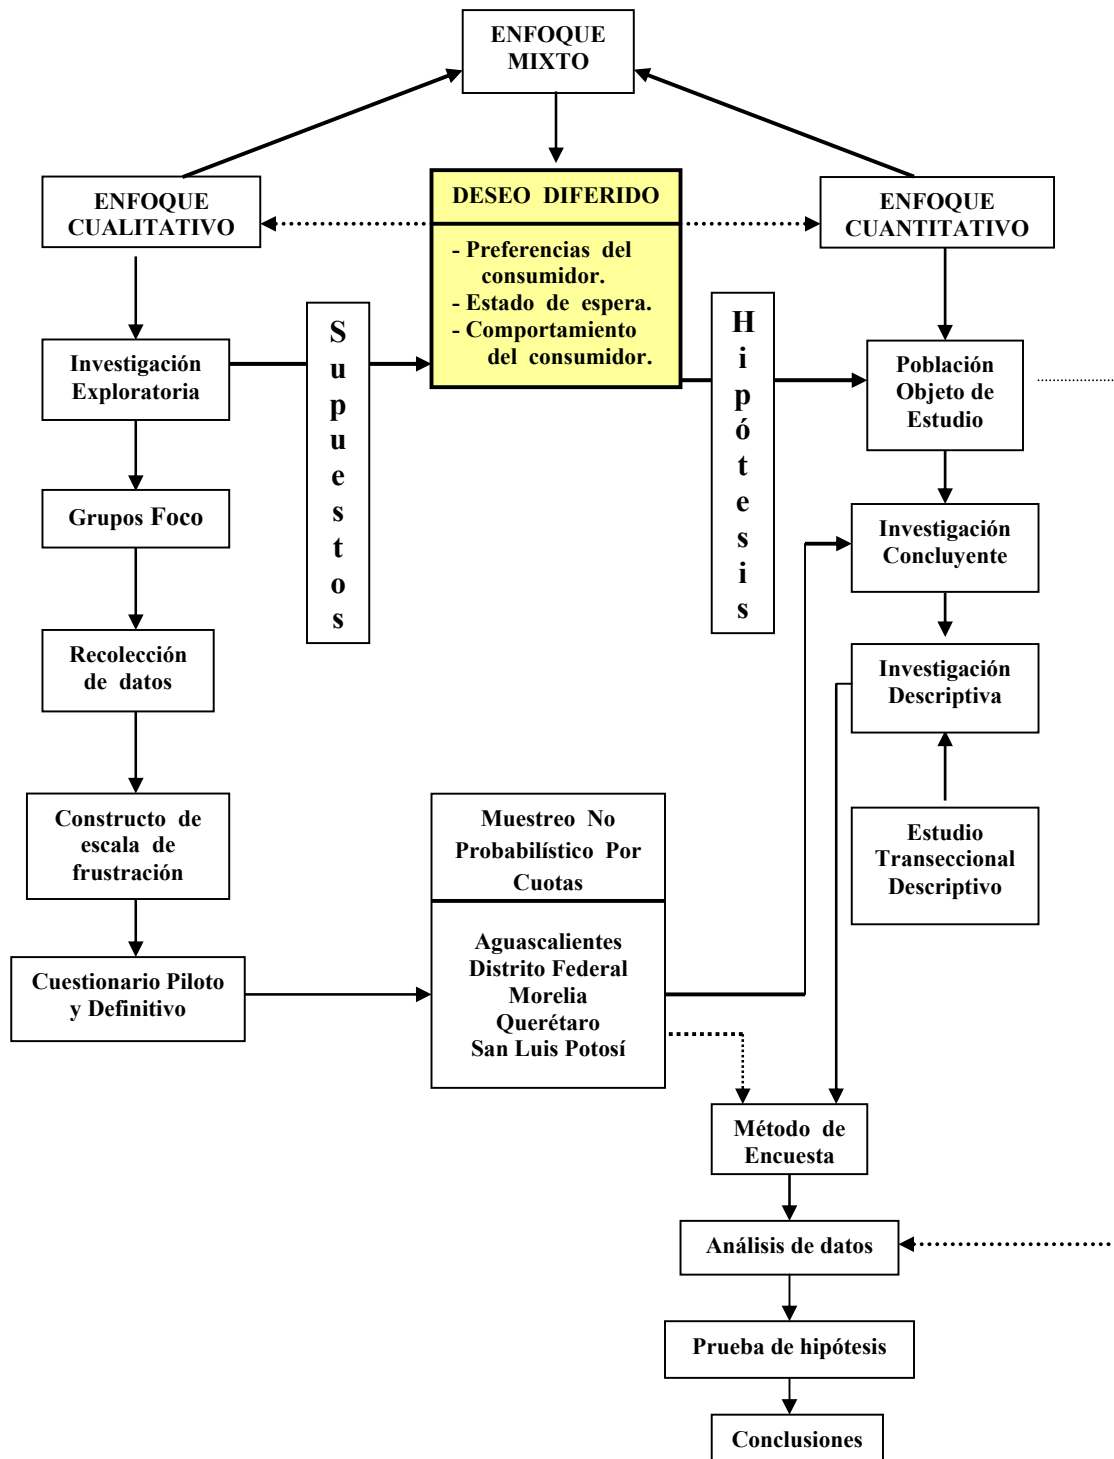 ENFOQUE
MIXTO
ENFOQUE
CUALITATIVO
DESEO DIFERIDO
- Preferencias del
consumidor.
- Estado de espera.
- Comportamiento
del consumidor.
ENFOQUE
CUANTITATIVO
Investigación
Exploratoria
Supuestos
Hipótesis
Población
Objeto de
Estudio
Grupos Foco
Investigación
Concluyente
Recolección
de datos
Investigación
Descriptiva
Constructo de
escala de
frustración
Muestreo No
Probabilístico Por
Cuotas
Estudio
Transeccional
Descriptivo
Cuestionario Piloto
y Definitivo
Aguascalientes
Distrito Federal
Morelia
Querétaro
San Luis Potosí
Método de
Encuesta
Análisis de datos
Prueba de hipótesis
Conclusiones